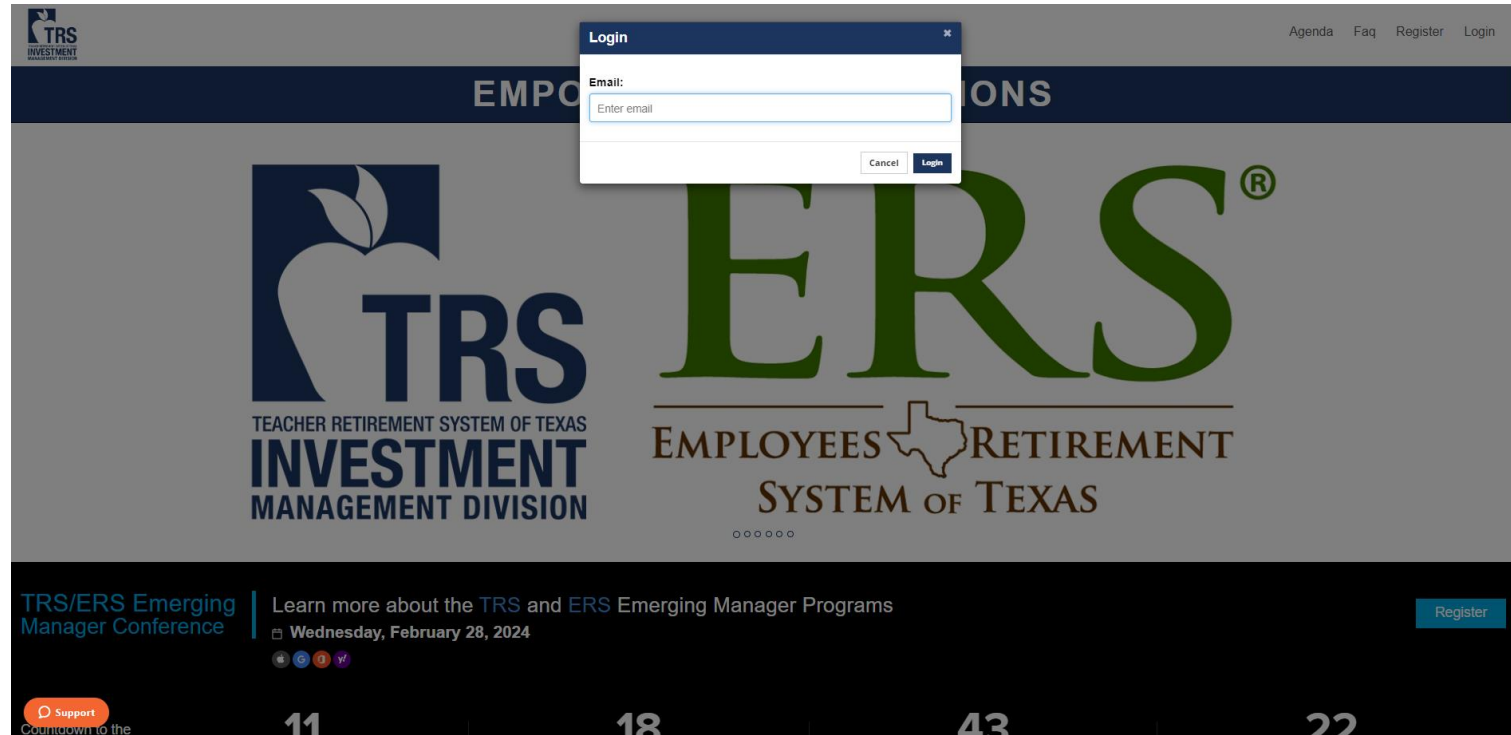 TRS
INVESTMENT
Agenda Faq Register Login
Login
×
Email:
Enter email
Cancel Login
EMPO IONS
TRS
TEACHER RETIREMENT SYSTEM OF TEXAS
INVESTMENT
MANAGEMENT DIVISION
ERS®
EMPLOYEES RETIREMENT
SYSTEM OF TEXAS
TRS/ERS Emerging
Manager Conference
Learn more about the TRS and ERS Emerging Manager Programs
Wednesday, February 28, 2024
Register
Support
Countdown to the
11 18 43 22